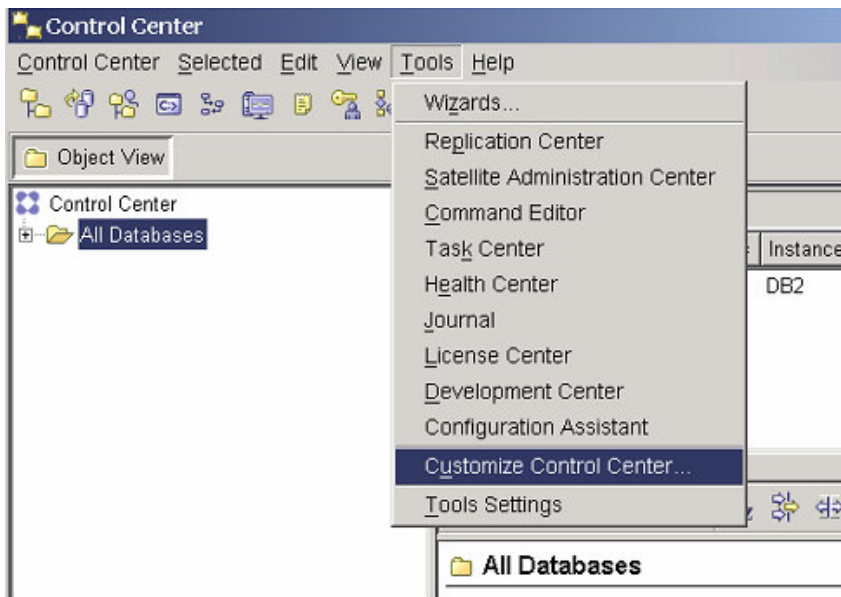 Control Center
Control Center Selected Edit View Tools Help
Wizards...
Object View
Replication Center
Satellite Administration Center
Control Center
Command Editor
All Databases
Task Center
Instance
Health Center
DB2
Journal
License Center
Development Center
Configuration Assistant
Customize Control Center...
Tools Settings
All Databases